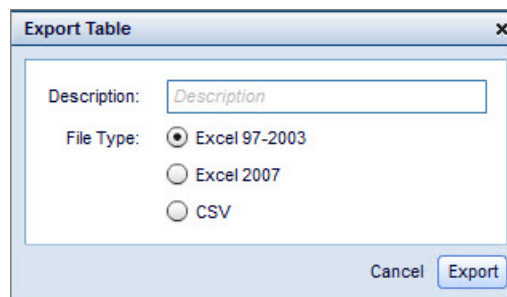 Export Table
Description: Description
File Type: Excel 97-2003
Excel 2007
CSV
Cancel Export